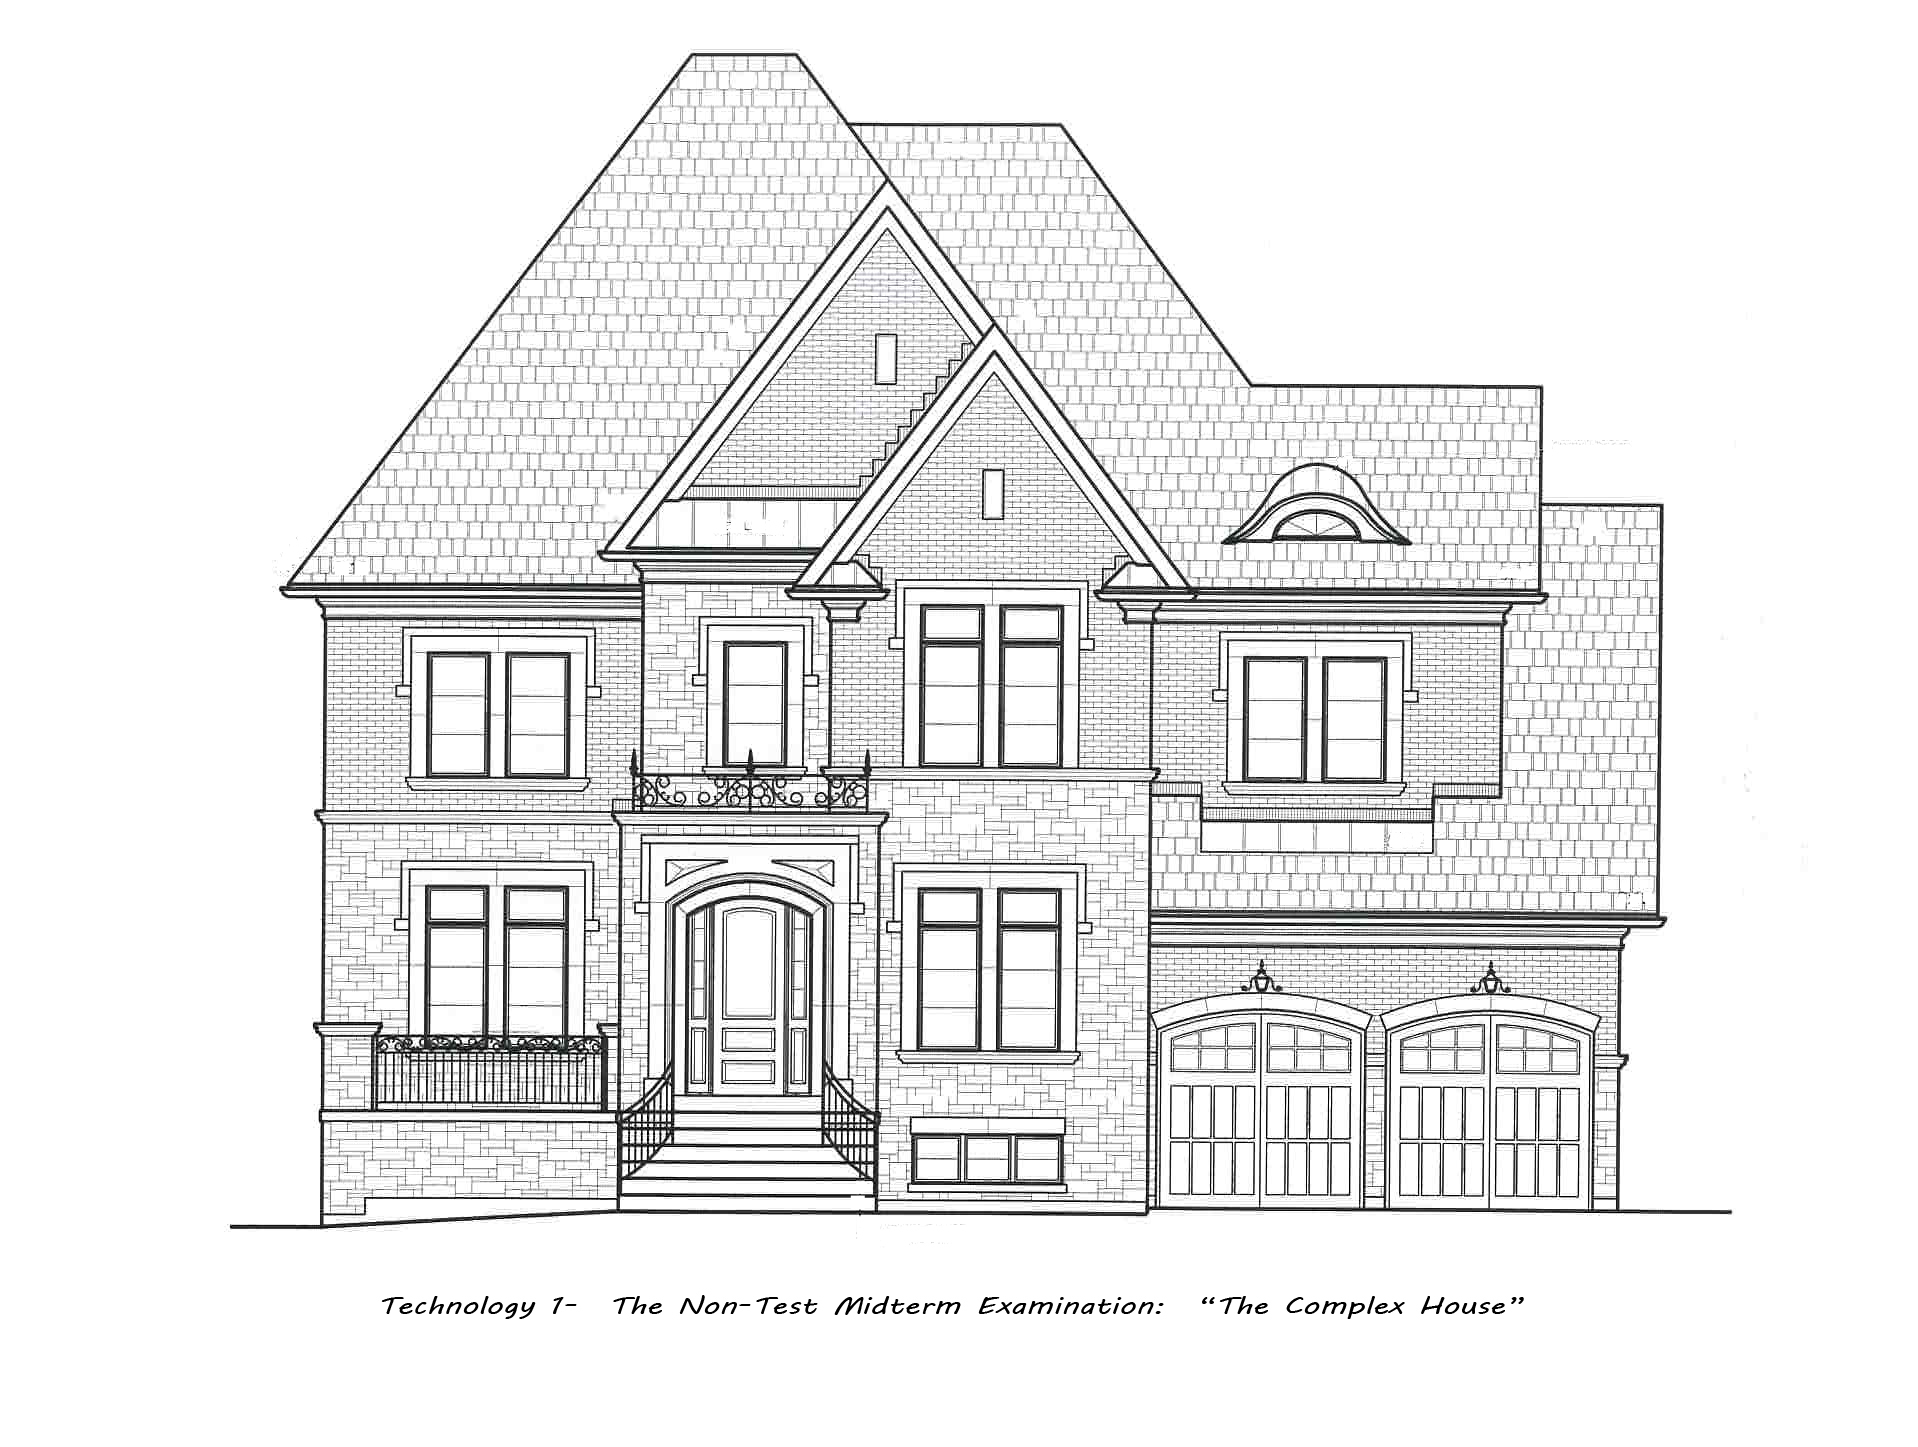 Technology 1- The Non-Test Midterm Examination: “The Complex House”